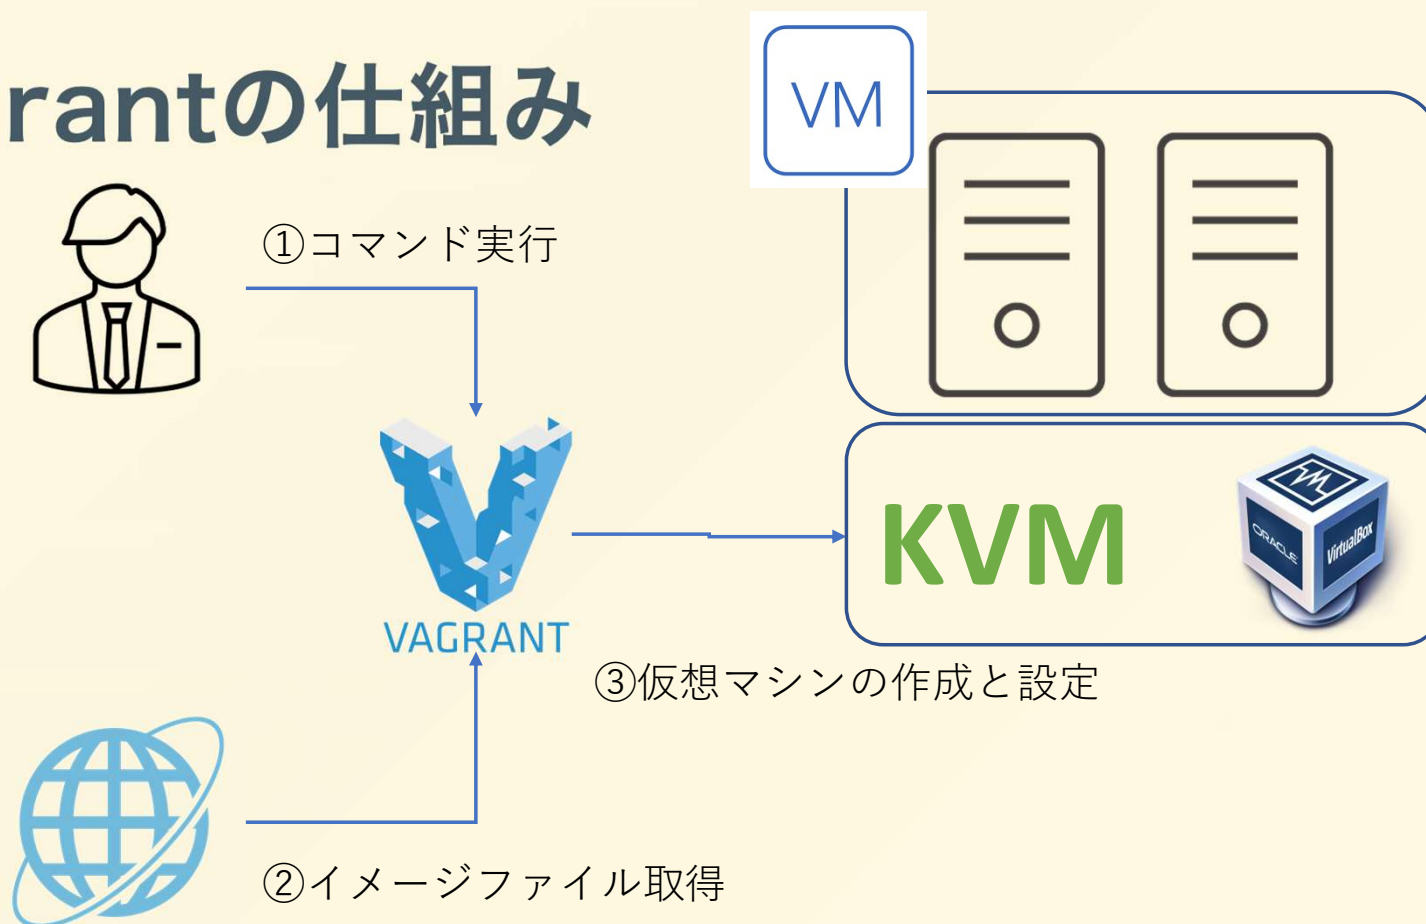 rantの仕組み
VM
①コマンド実行
KVM
ORACLE
VirtualBox
VAGRANT
③仮想マシンの作成と設定
②イメージファイル取得